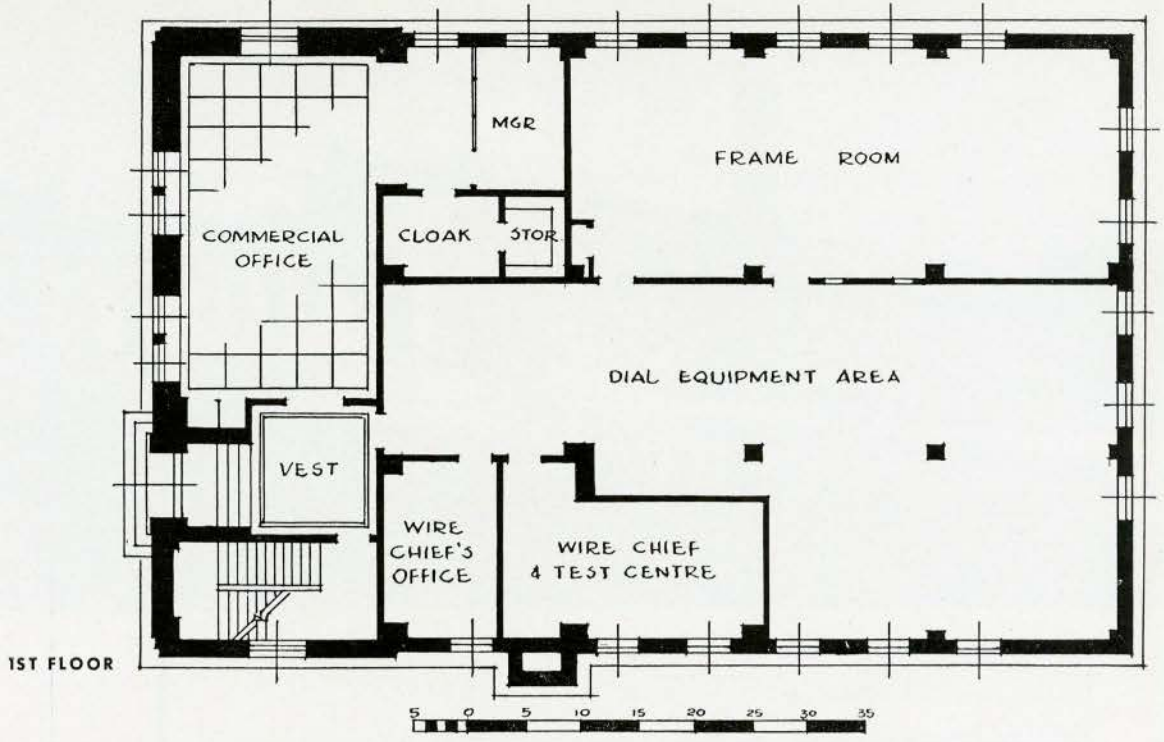 MGR
FRAME ROOM
COMMERCIAL
OFFICE
CLOAK
STOR
DIAL EQUIPMENT AREA
VEST
WIRE
CHIEF'S
OFFICE
WIRE CHIEF
& TEST CENTRE
1ST FLOOR
5 0 5 10 15 20 25 30 35